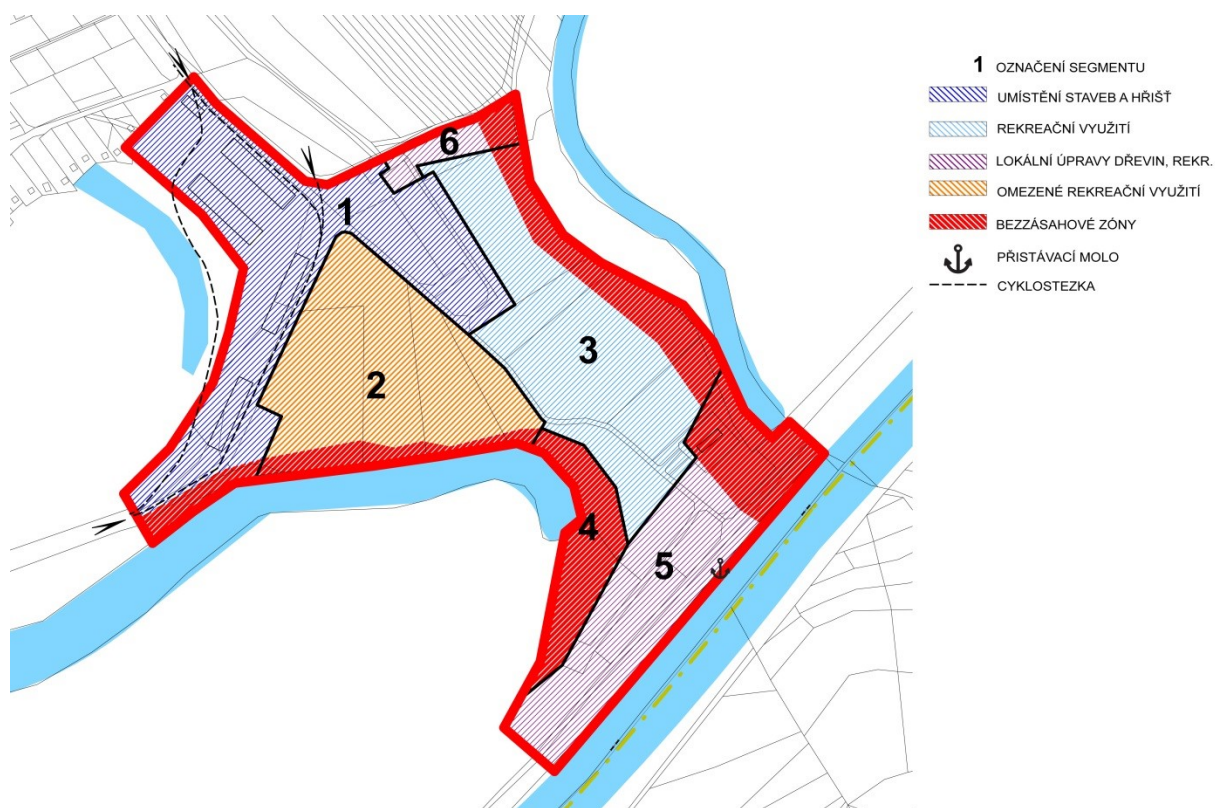 1 OZNAČENÍ SEGMENTU
UMÍSTĚNÍ STAVEB A HŘIŠŤ
REKREAČNÍ VYUŽITÍ
LOKÁLNÍ ÚPRAVY DŘEVIN, REKR.
OMEZENÉ REKREAČNÍ VYUŽITÍ
BEZZÁSAHOVÉ ZÓNY
PŘISTÁVACÍ MOLO
CYKLOSTEZKA
6
1
3
2
4
5